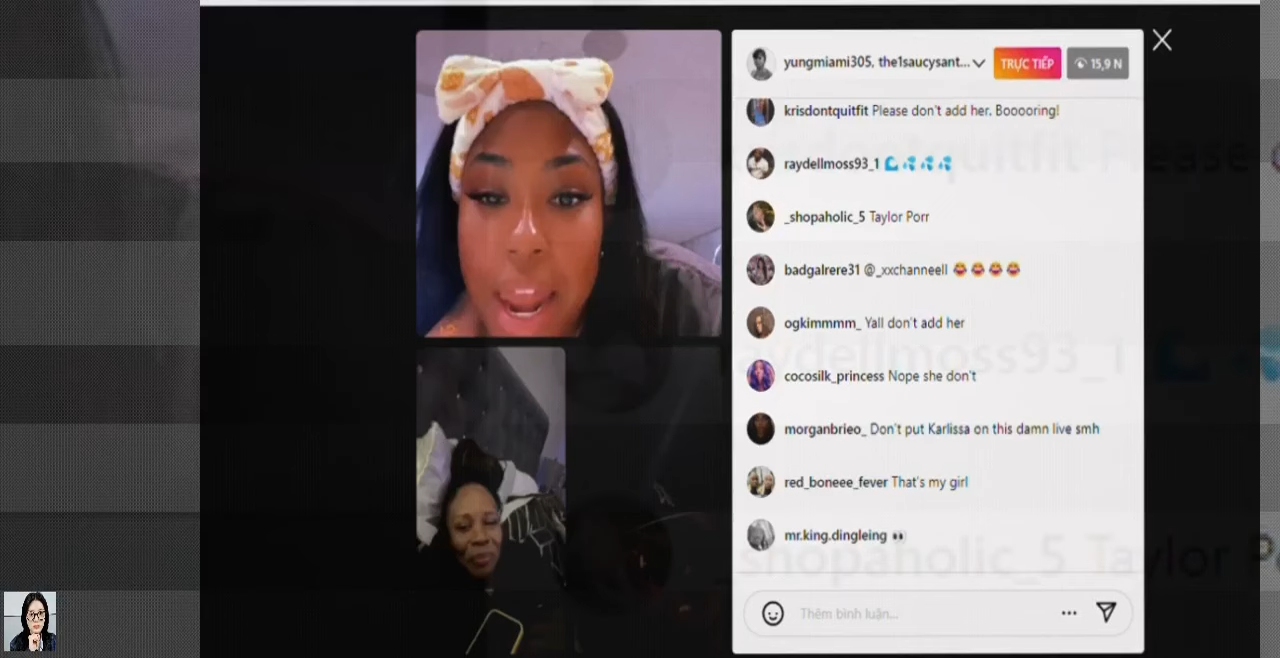 yungmiami305, the1saucysant...
TRỰC TIẾP
15,9 N
krisdontquitfit Please don't add her. Booooring!
raydellmoss93_1 🌊 💦 💦 💦
_shopaholic_5 Taylor Porr
badgalrere31 @_xxchanneell 😂 😂 😂 😂
ogkimmmm_ Yall don't add her
cocosilk_princess Nope she don't
morganbrieo_ Don't put Karlissa on this damn live smh
red_boneee_fever That's my girl
mr.king.dingleing 👀
Thêm bình luận...